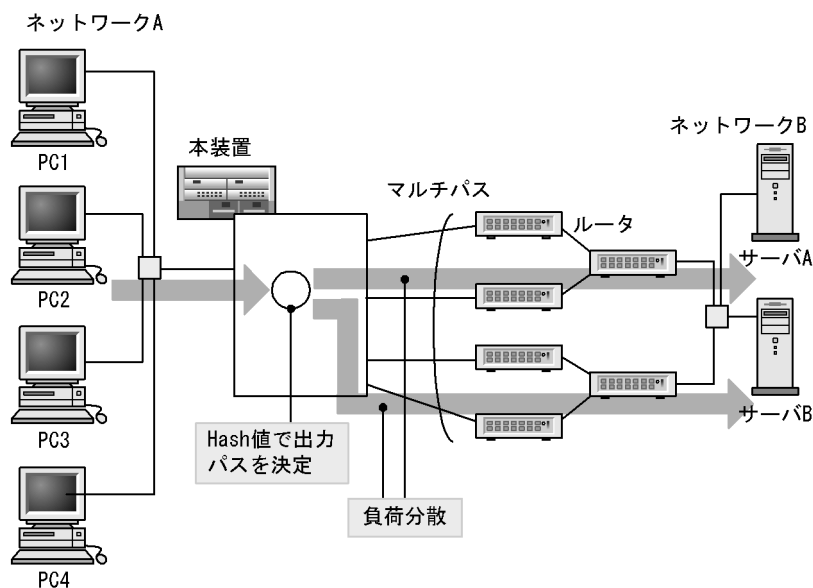 ネットワークA
PC1
PC2
PC3
PC4
本装置
Hash値で出力
パスを決定
マルチパス
ルータ
負荷分散
ネットワークB
サーバA
サーバB